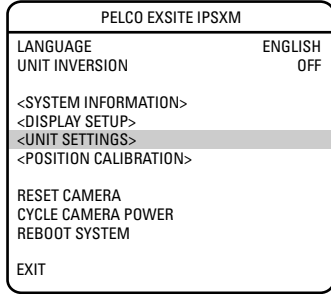 PELCO EXSITE IPSXM
LANGUAGE ENGLISH
UNIT INVERSION OFF
<SYSTEM INFORMATION>
<DISPLAY SETUP>
<UNIT SETTINGS>
<POSITION CALIBRATION>
RESET CAMERA
CYCLE CAMERA POWER
REBOOT SYSTEM
EXIT